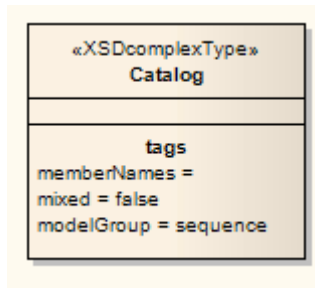 «XSDcomplexType»
Catalog
tags
memberNames =
mixed = false
modelGroup = sequence